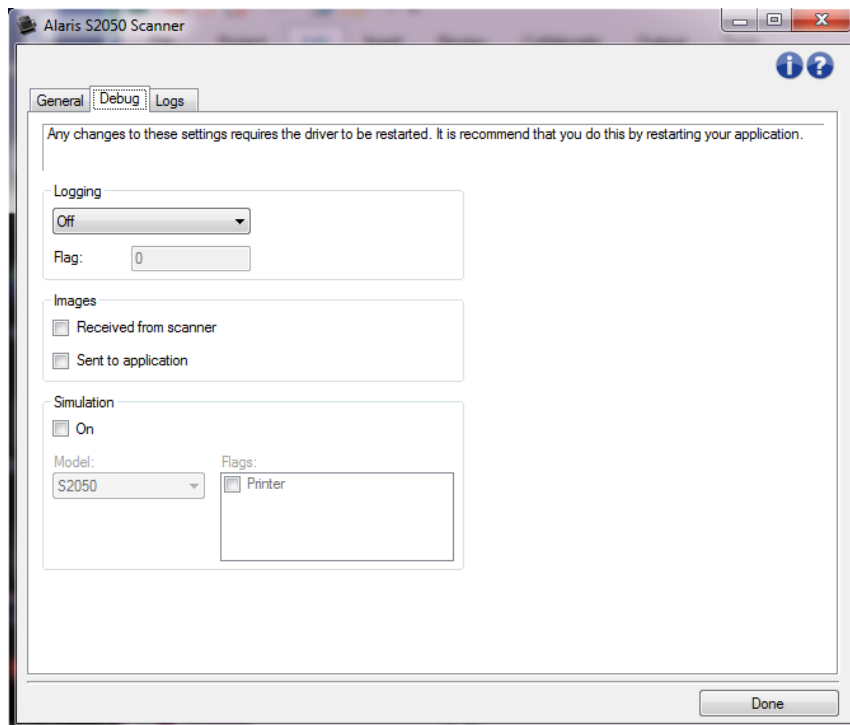 Alaris S2050 Scanner
General Debug Logs
Any changes to these settings requires the driver to be restarted. It is recommend that you do this by restarting your application.
Logging
Off
Flag: 0
Images
Received from scanner
Sent to application
Simulation
On
Model: Flags:
S2050 Printer
Done